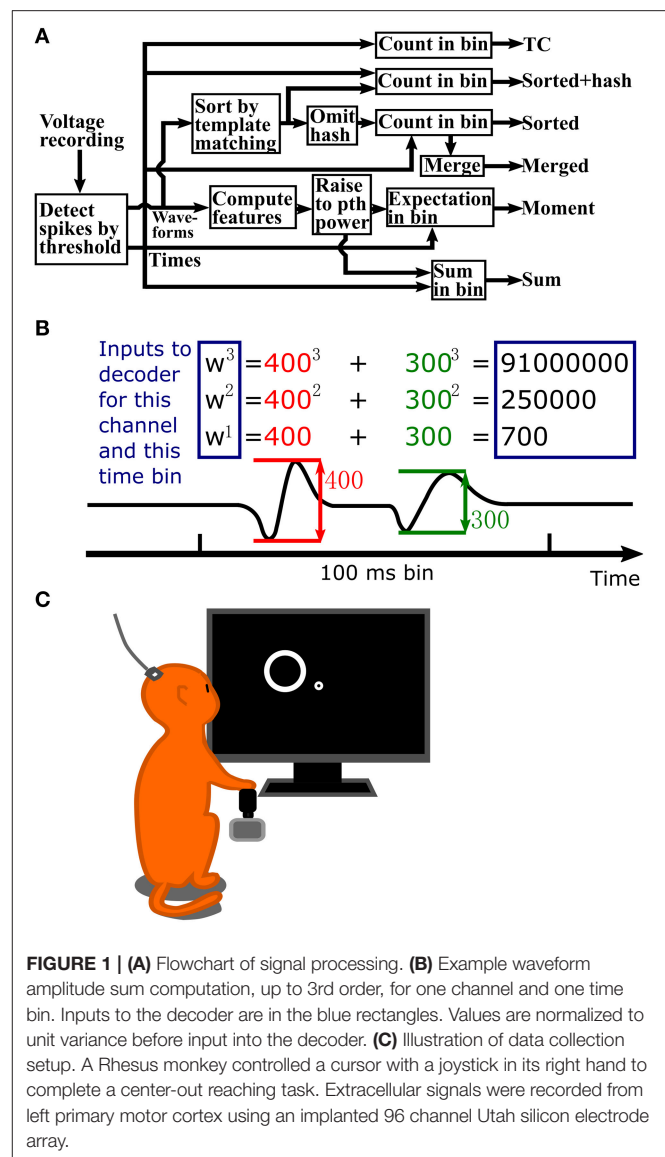 A
Count in bin
TC
Count in bin
Sorted+hash
Voltage
recording
Sort by
template
matching
Omit
hash
Count in bin
Sorted
Merge
Merged
Detect
spikes by
threshold
Wave-
forms
Compute
features
Raise
to pth
power
Expectation
in bin
Moment
Times
Sum
in bin
Sum
B
Inputs to
decoder
for this
channel
and this
time bin
w³ = 400³ + 300³ = 91000000
w² = 400² + 300² = 250000
w¹ = 400 + 300 = 700
400
300
100 ms bin
Time
C
FIGURE 1 | (A) Flowchart of signal processing. (B) Example waveform
amplitude sum computation, up to 3rd order, for one channel and one time
bin. Inputs to the decoder are in the blue rectangles. Values are normalized to
unit variance before input into the decoder. (C) Illustration of data collection
setup. A Rhesus monkey controlled a cursor with a joystick in its right hand to
complete a center-out reaching task. Extracellular signals were recorded from
left primary motor cortex using an implanted 96 channel Utah silicon electrode
array.